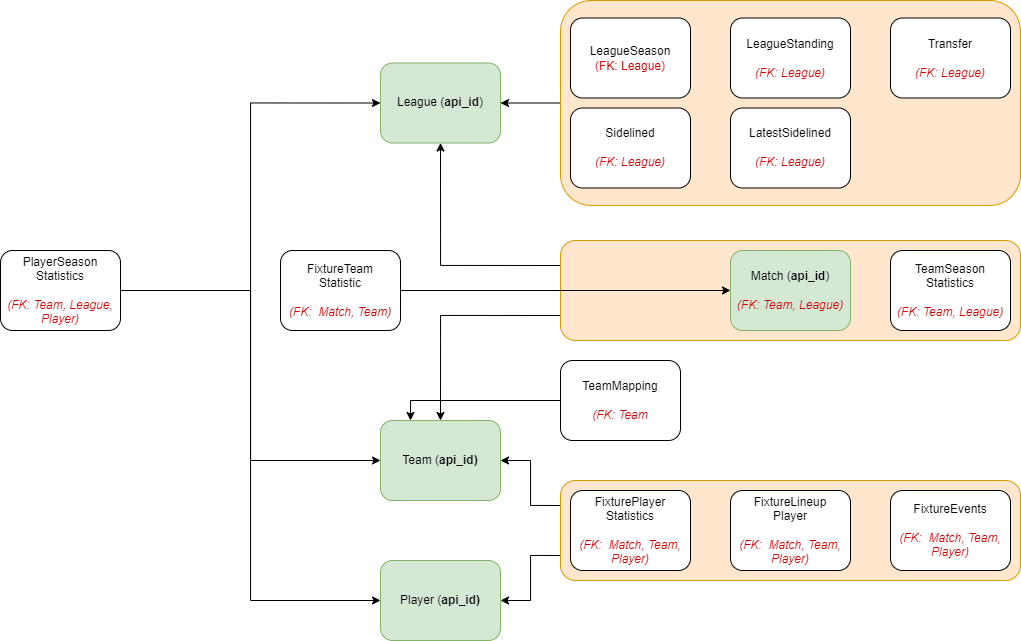 LeagueSeason
(FK: League)
LeagueStanding
(FK: League)
Transfer
(FK: League)
League (api_id)
Sidelined
(FK: League)
LatestSidelined
(FK: League)
PlayerSeason
Statistics
(FK: Team, League,
Player)
FixtureTeam
Statistic
(FK:  Match, Team)
Match (api_id)
(FK: Team, League)
TeamSeason
Statistics
(FK: Team, League)
TeamMapping
(FK: Team
Team (api_id)
FixturePlayer
Statistics
(FK:  Match, Team,
Player)
FixtureLineup
Player
(FK:  Match, Team,
Player)
FixtureEvents
(FK:  Match, Team,
Player)
Player (api_id)